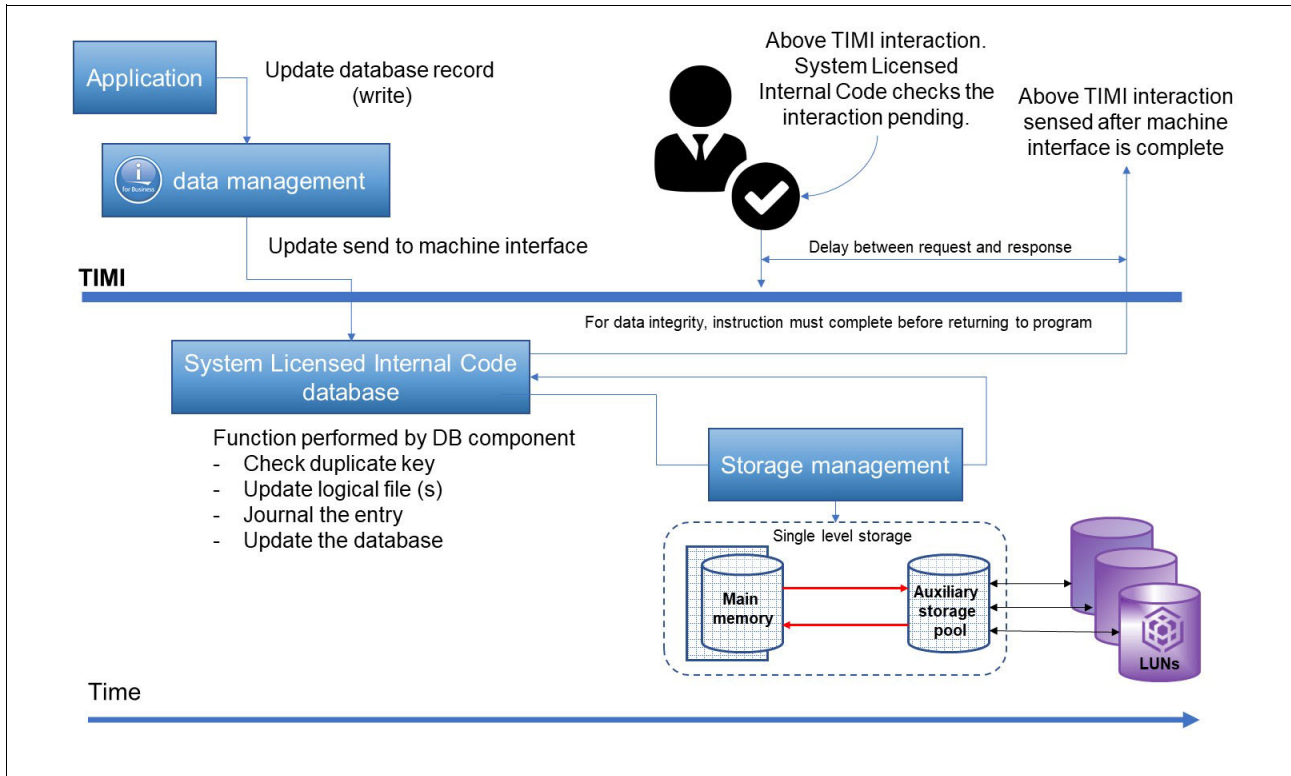 Application
Update database record
(write)
i
for Business
data management
Update send to machine interface
Above TIMI interaction.
System Licensed
Internal Code checks the
interaction pending.
Above TIMI interaction
sensed after machine
interface is complete
Delay between request and response
TIMI
For data integrity, instruction must complete before returning to program
System Licensed Internal Code
database
Function performed by DB component
- Check duplicate key
- Update logical file (s)
- Journal the entry
- Update the database
Storage management
Single level storage
Main
memory
Auxiliary
storage
pool
LUNs
Time